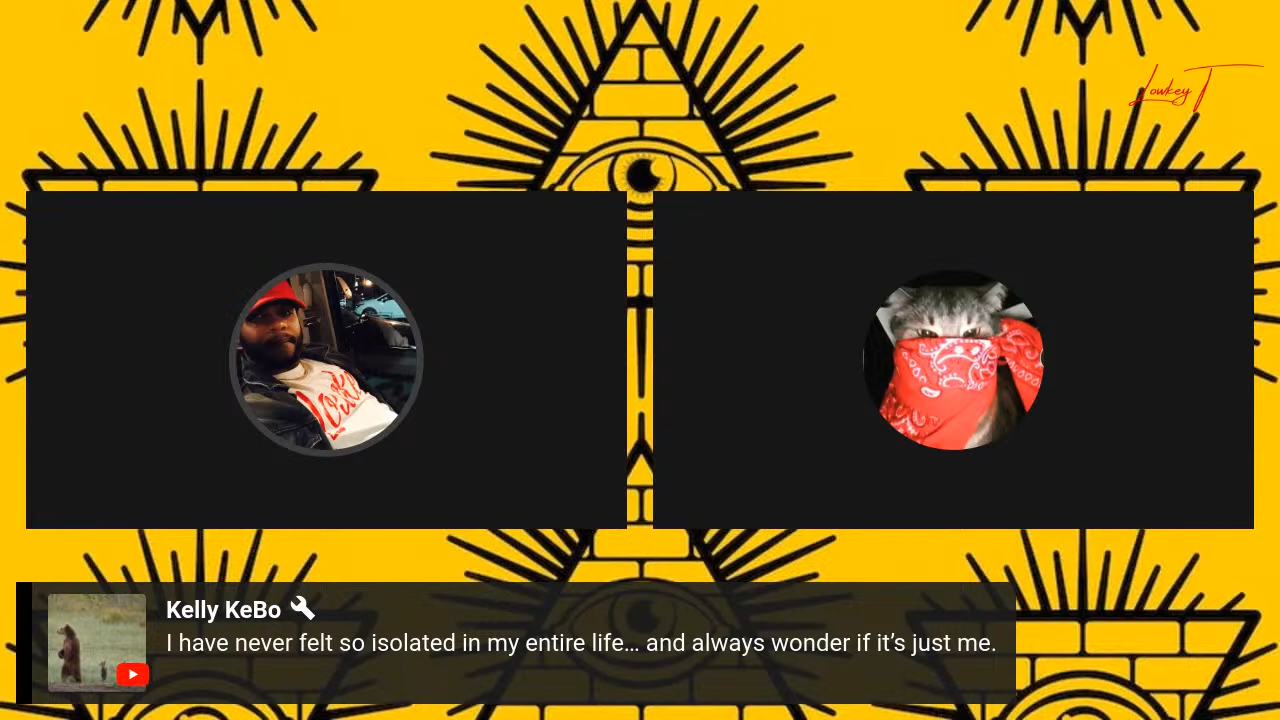 Lowkey T
Kelly KeBo
I have never felt so isolated in my entire life… and always wonder if it’s just me.